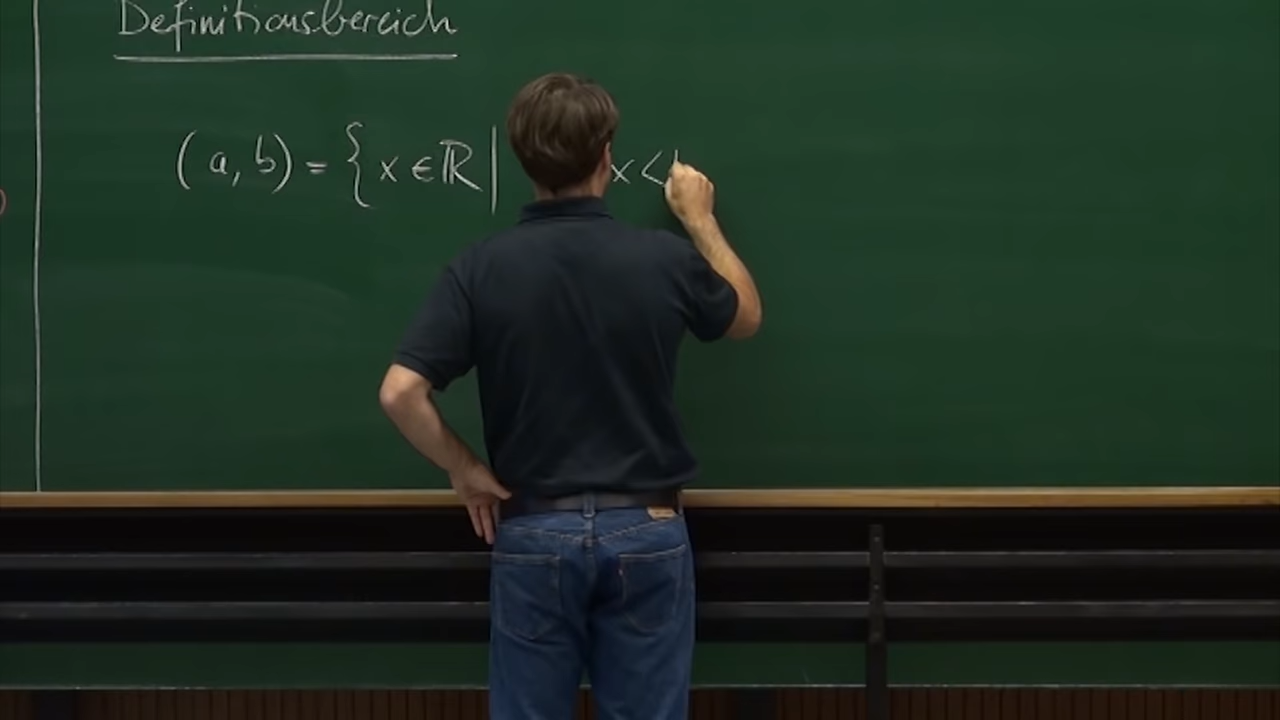 Definitionsbereich
(a, b) = { x ∈ ℝ | x <